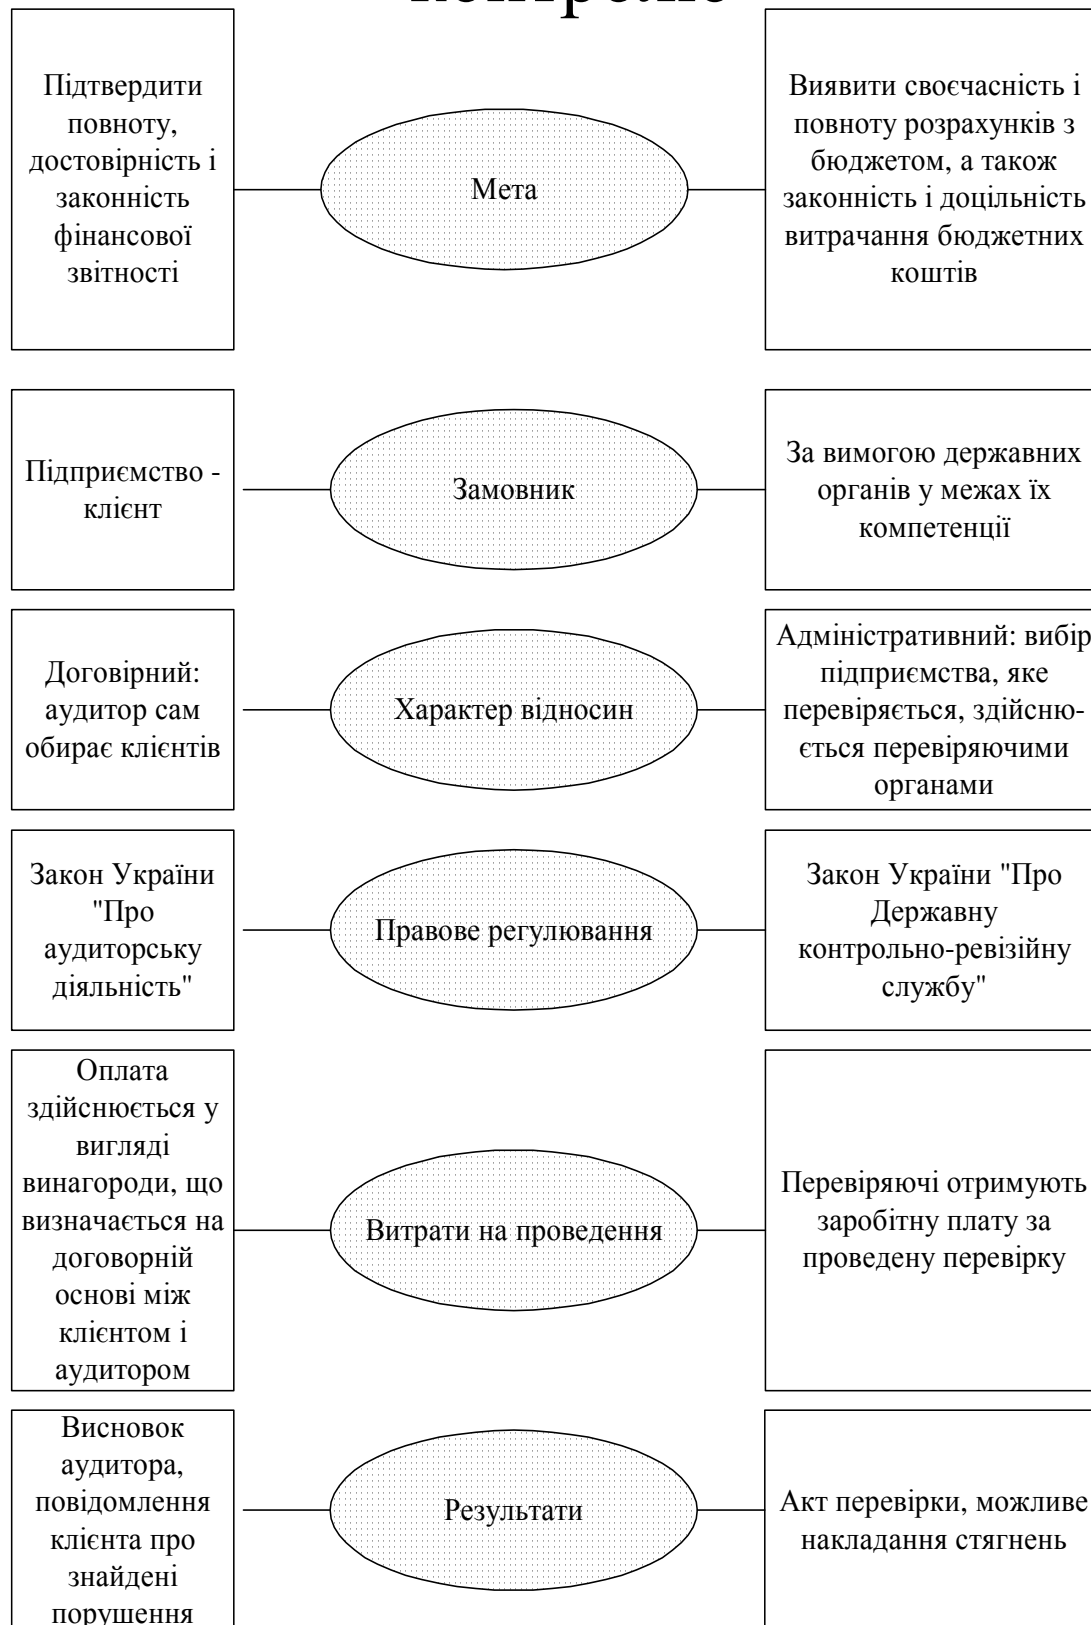 Підтвердити
повноту,
достовірність і
законність
фінансової
звітності
Мета
Виявити своєчасність і
повноту розрахунків з
бюджетом, а також
законність і доцільність
витрачання бюджетних
коштів
Підприємство -
клієнт
Замовник
За вимогою державних
органів у межах їх
компетенції
Договірний:
аудитор сам
обирає клієнтів
Характер відносин
Адміністративний: вибір
підприємства, яке
перевіряється, здійсню-
ється перевіряючими
органами
Закон України
"Про
аудиторську
діяльність"
Правове регулювання
Закон України "Про
Державну
контрольно-ревізійну
службу"
Оплата
здійснюється у
вигляді
винагороди, що
визначається на
договорній
основі між
клієнтом і
аудитором
Витрати на проведення
Перевіряючі отримують
заробітну плату за
проведену перевірку
Висновок
аудитора,
повідомлення
клієнта про
знайдені
порушення
Результати
Акт перевірки, можливе
накладання стягнень